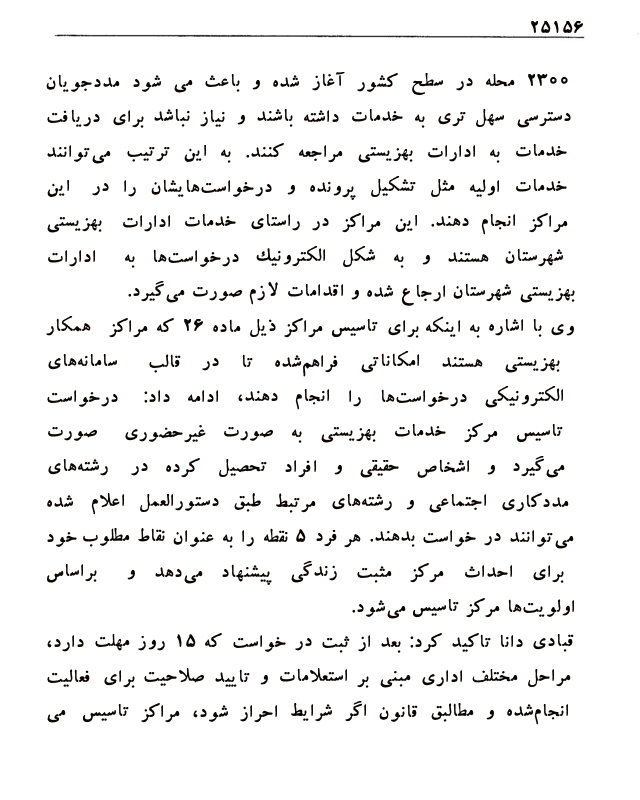 ۲۵۱۵۶
۲۳۰۰ محله در سطح کشور آغاز شده و باعث می شود مددجویان
دسترسی سهل تری به خدمات داشته باشند و نیاز نباشد برای دریافت
خدمات به ادارات بهزیستی مراجعه کنند. به این ترتیب می‌توانند
خدمات اولیه مثل تشکیل پرونده و درخواست‌هایشان را در این
مراکز انجام دهند. این مراکز در راستای خدمات ادارات بهزیستی
شهرستان هستند و به شکل الکترونیك درخواست‌ها به ادارات
بهزیستی شهرستان ارجاع شده و اقدامات لازم صورت می‌گیرد.
وی با اشاره به اینکه برای تاسیس مراکز ذیل ماده ۲۶ که مراکز همکار
بهزیستی هستند امکاناتی فراهم‌شده تا در قالب سامانه‌های
الکترونیکی درخواست‌ها را انجام دهند، ادامه داد: درخواست
تاسیس مرکز خدمات بهزیستی به صورت غیرحضوری صورت
می‌گیرد و اشخاص حقیقی و افراد تحصیل کرده در رشته‌های
مددکاری اجتماعی و رشته‌های مرتبط طبق دستورالعمل اعلام شده
می‌توانند در خواست بدهند. هر فرد ۵ نقطه را به عنوان نقاط مطلوب خود
برای احداث مرکز مثبت زندگی پیشنهاد می‌دهد و براساس
اولویت‌ها مرکز تاسیس می‌شود.
قبادی دانا تاکید کرد: بعد از ثبت در خواست که ۱۵ روز مهلت دارد،
مراحل مختلف اداری مبنی بر استعلامات و تایید صلاحیت برای فعالیت
انجام‌شده و مطالبق قانون اگر شرایط احراز شود، مراکز تاسیس می